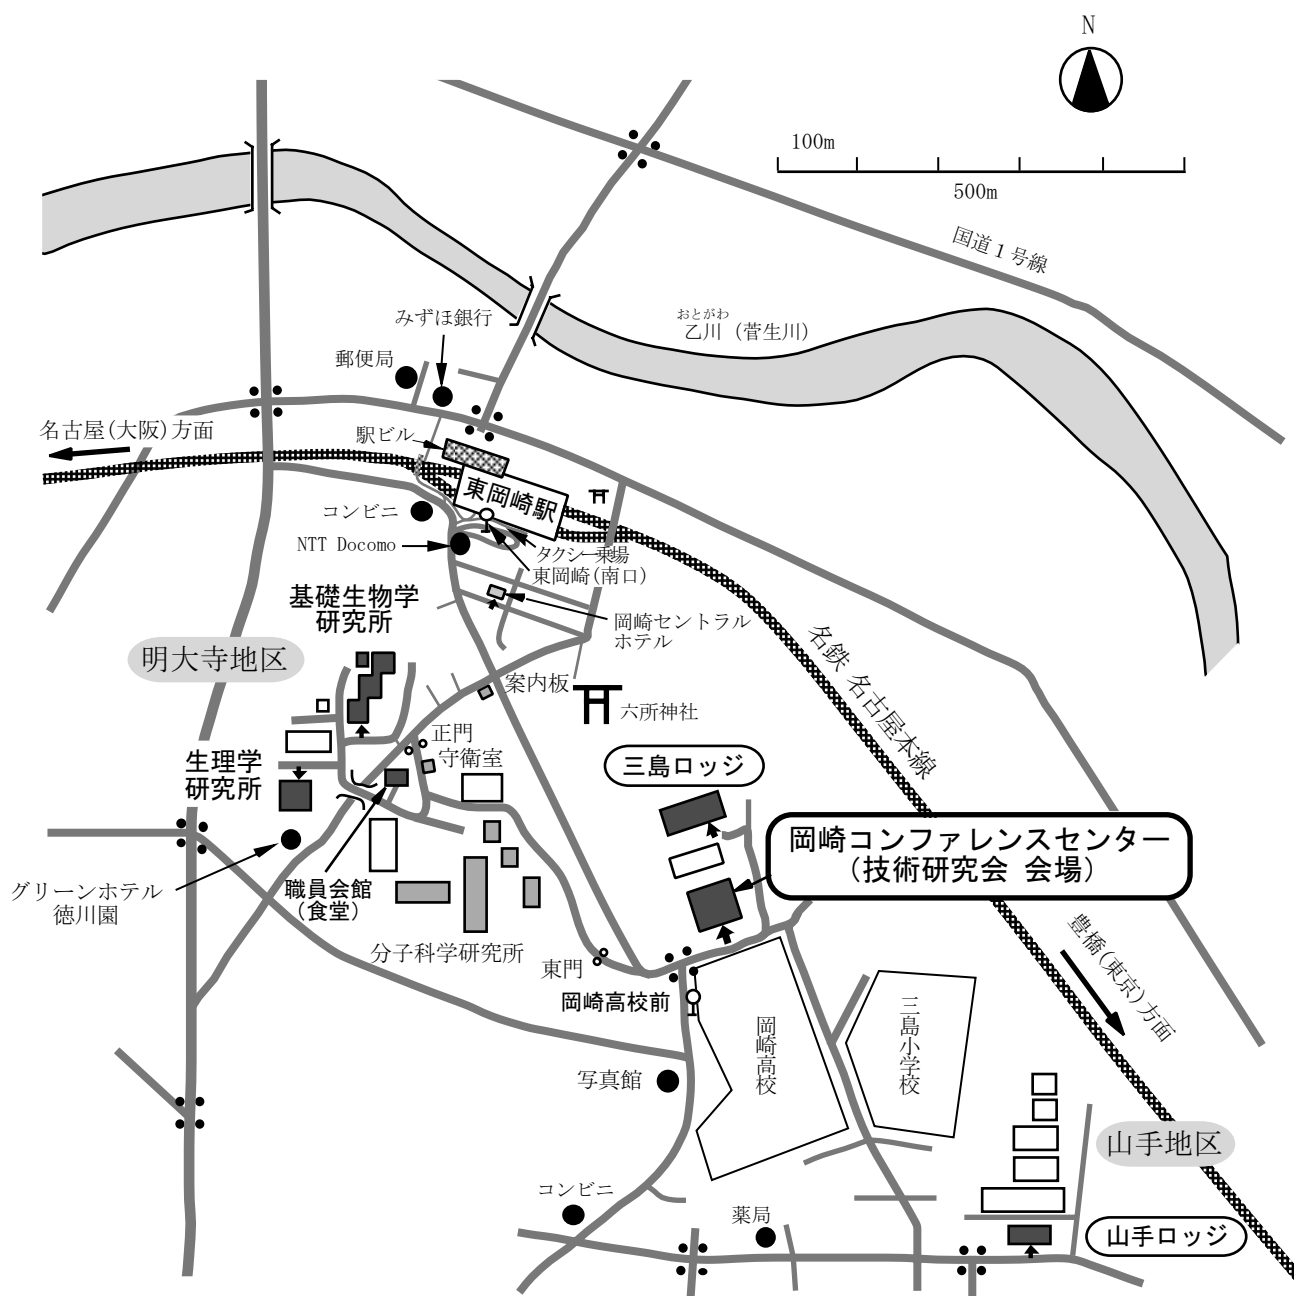 N
100m
500m
国道1号線
おとがわ
乙川（菅生川）
みずほ銀行
郵便局
名古屋(大阪)方面
駅ビル
東岡崎駅
コンビニ
NTT Docomo
タクシー乗場
東岡崎(南口)
基礎生物学
研究所
岡崎セントラル
ホテル
明大寺地区
名鉄 名古屋本線
案内板
六所神社
正門
守衛室
生理学
研究所
三島ロッジ
岡崎コンファレンスセンター
(技術研究会 会場)
グリーンホテル
徳川園
職員会館
(食堂)
分子科学研究所
東門
豊橋(東京)方面
岡崎高校前
岡崎高校
三島小学校
写真館
山手地区
コンビニ
薬局
山手ロッジ